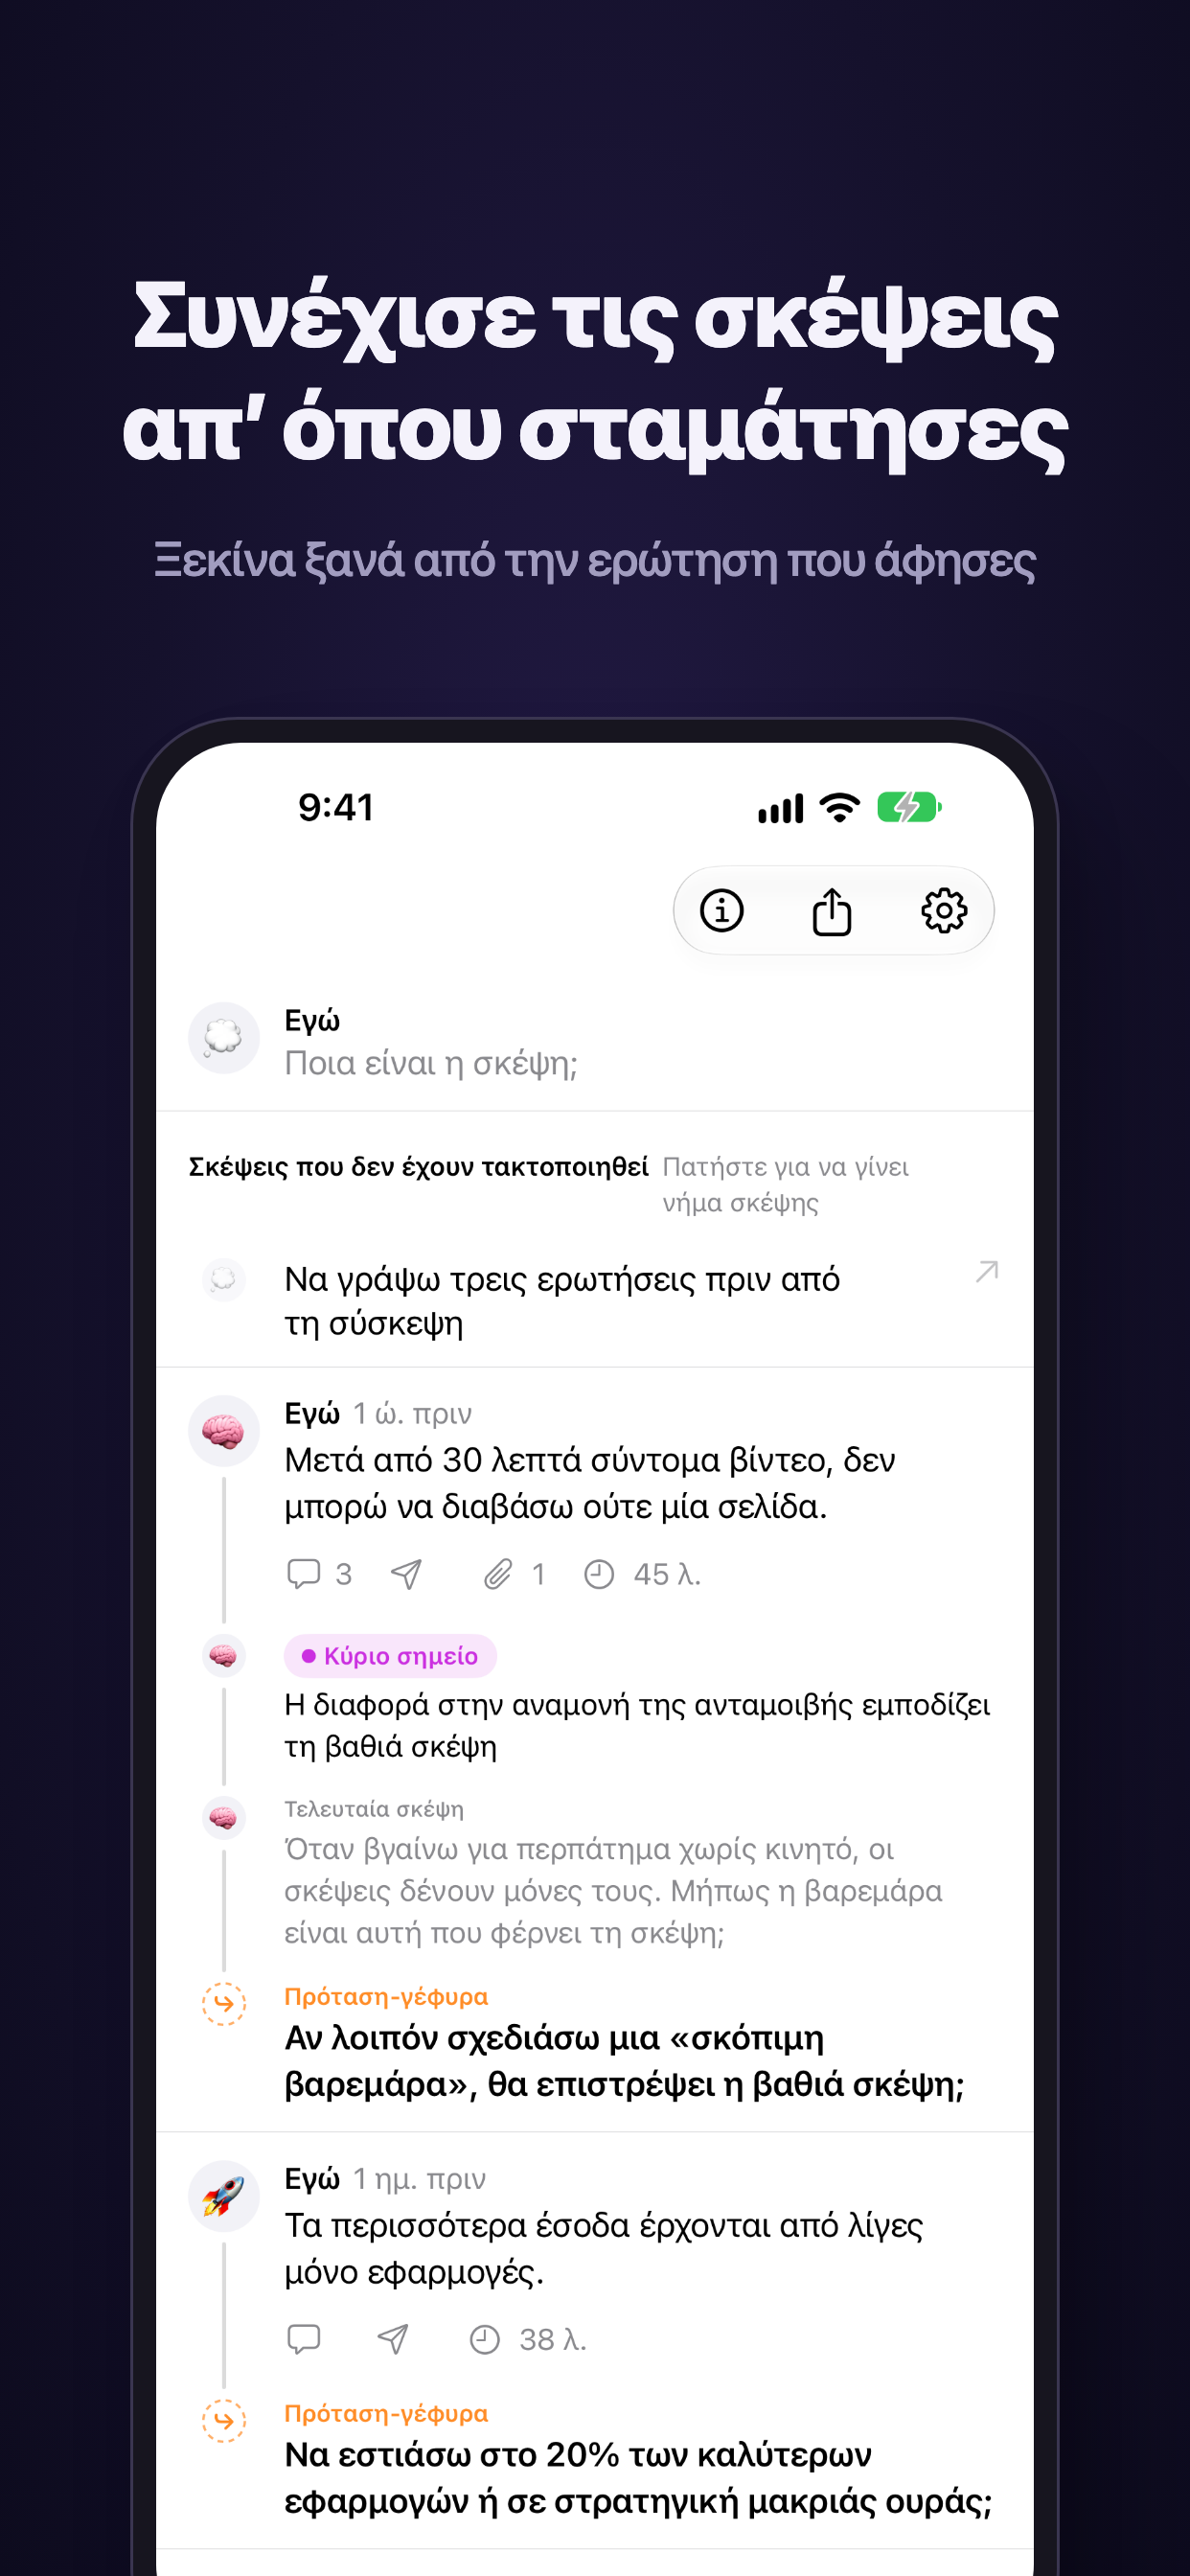 Συνέχισε τις σκέψεις
απ’ όπου σταμάτησες
Ξεκίνα ξανά από την ερώτηση που άφησες
9:41
Εγώ
Ποια είναι η σκέψη;
Σκέψεις που δεν έχουν τακτοποιηθεί Πατήστε για να γίνει
νήμα σκέψης
Να γράψω τρεις ερωτήσεις πριν από
τη σύσκεψη
Εγώ 1 ώ. πριν
Μετά από 30 λεπτά σύντομα βίντεο, δεν
μπορώ να διαβάσω ούτε μία σελίδα.
3 1 45 λ.
Κύριο σημείο
Η διαφορά στην αναμονή της ανταμοιβής εμποδίζει
τη βαθιά σκέψη
Τελευταία σκέψη
Όταν βγαίνω για περπάτημα χωρίς κινητό, οι
σκέψεις δένουν μόνες τους. Μήπως η βαρεμάρα
είναι αυτή που φέρνει τη σκέψη;
Πρόταση-γέφυρα
Αν λοιπόν σχεδιάσω μια «σκόπιμη
βαρεμάρα», θα επιστρέψει η βαθιά σκέψη;
Εγώ 1 ημ. πριν
Τα περισσότερα έσοδα έρχονται από λίγες
μόνο εφαρμογές.
38 λ.
Πρόταση-γέφυρα
Να εστιάσω στο 20% των καλύτερων
εφαρμογών ή σε στρατηγική μακριάς ουράς;